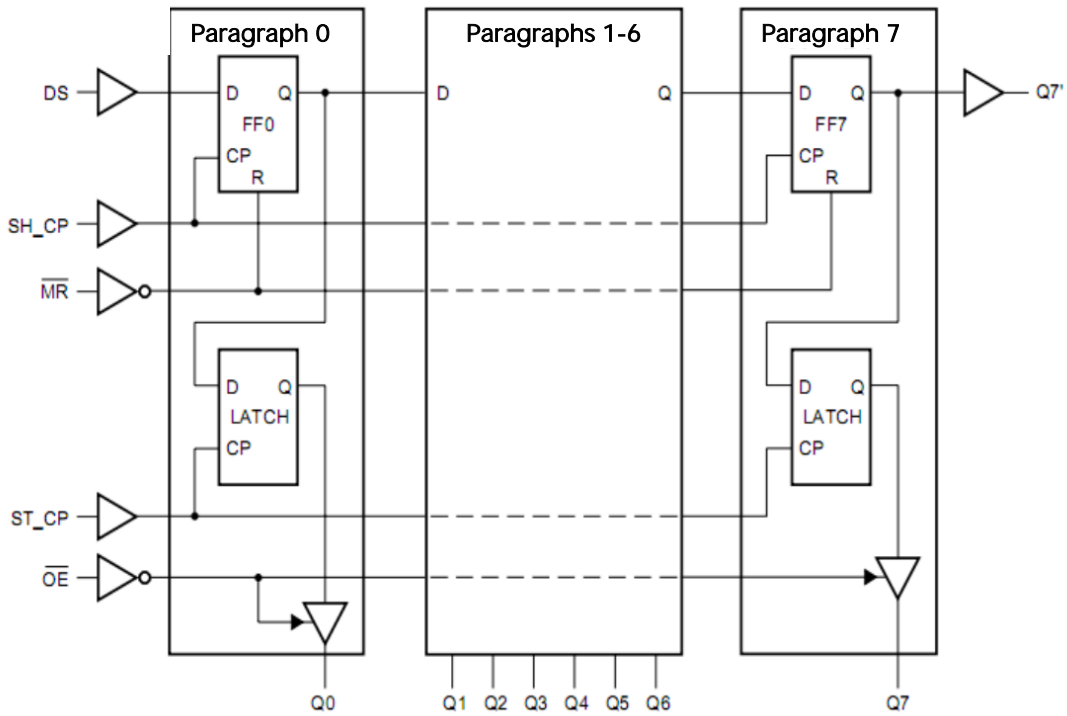 Paragraph 0
Paragraphs 1-6
Paragraph 7
DS
D Q
D
Q
D Q
Q7'
FF0
FF7
CP
CP
R
R
SH_CP
MR
D Q
D Q
LATCH
LATCH
CP
CP
ST_CP
OE
Q0
Q1 Q2 Q3 Q4 Q5 Q6
Q7